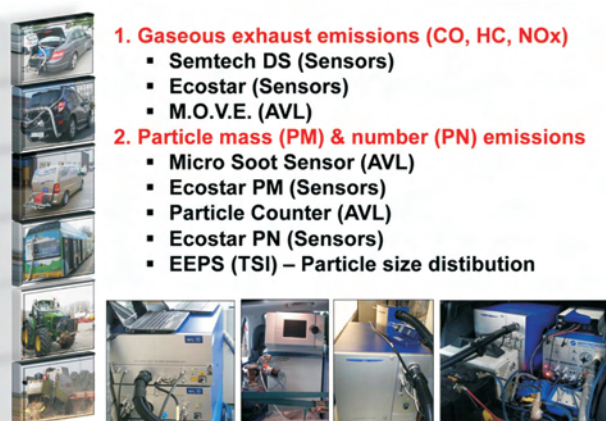 1. Gaseous exhaust emissions (CO, HC, NOx)
▪ Semtech DS (Sensors)
▪ Ecostar (Sensors)
▪ M.O.V.E. (AVL)
2. Particle mass (PM) & number (PN) emissions
▪ Micro Soot Sensor (AVL)
▪ Ecostar PM (Sensors)
▪ Particle Counter (AVL)
▪ Ecostar PN (Sensors)
▪ EEPS (TSI) – Particle size distibution